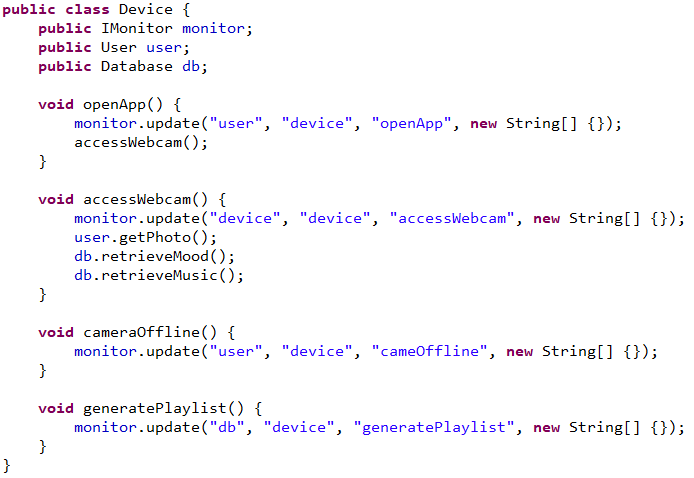 public class Device {
    public IMonitor monitor;
    public User user;
    public Database db;

    void openApp() {
        monitor.update("user", "device", "openApp", new String[] {});
        accessWebcam();
    }

    void accessWebcam() {
        monitor.update("device", "device", "accessWebcam", new String[] {});
        user.getPhoto();
        db.retrieveMood();
        db.retrieveMusic();
    }

    void cameraOffline() {
        monitor.update("user", "device", "cameOffline", new String[] {});
    }

    void generatePlaylist() {
        monitor.update("db", "device", "generatePlaylist", new String[] {});
    }
}